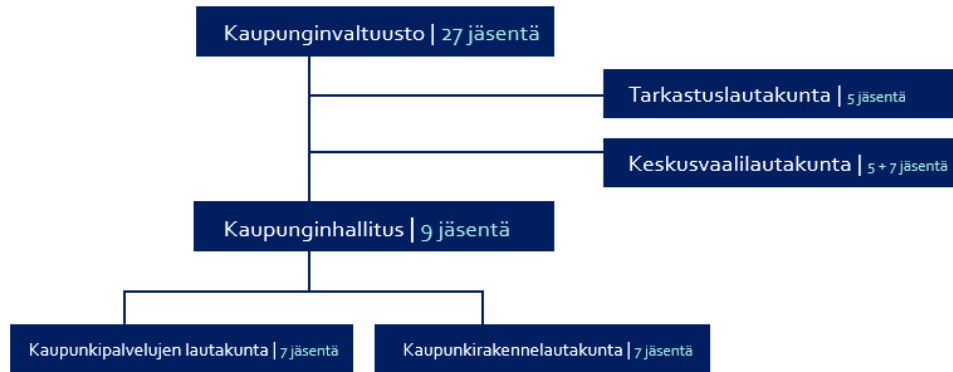 Kaupunginvaltuusto | 27 jäsentä
Tarkastuslautakunta | 5 jäsentä
Keskusvaalilautakunta | 5 + 7 jäsentä
Kaupunginhallitus | 9 jäsentä
Kaupunkipalvelujen lautakunta | 7 jäsentä
Kaupunkirakennelautakunta | 7 jäsentä